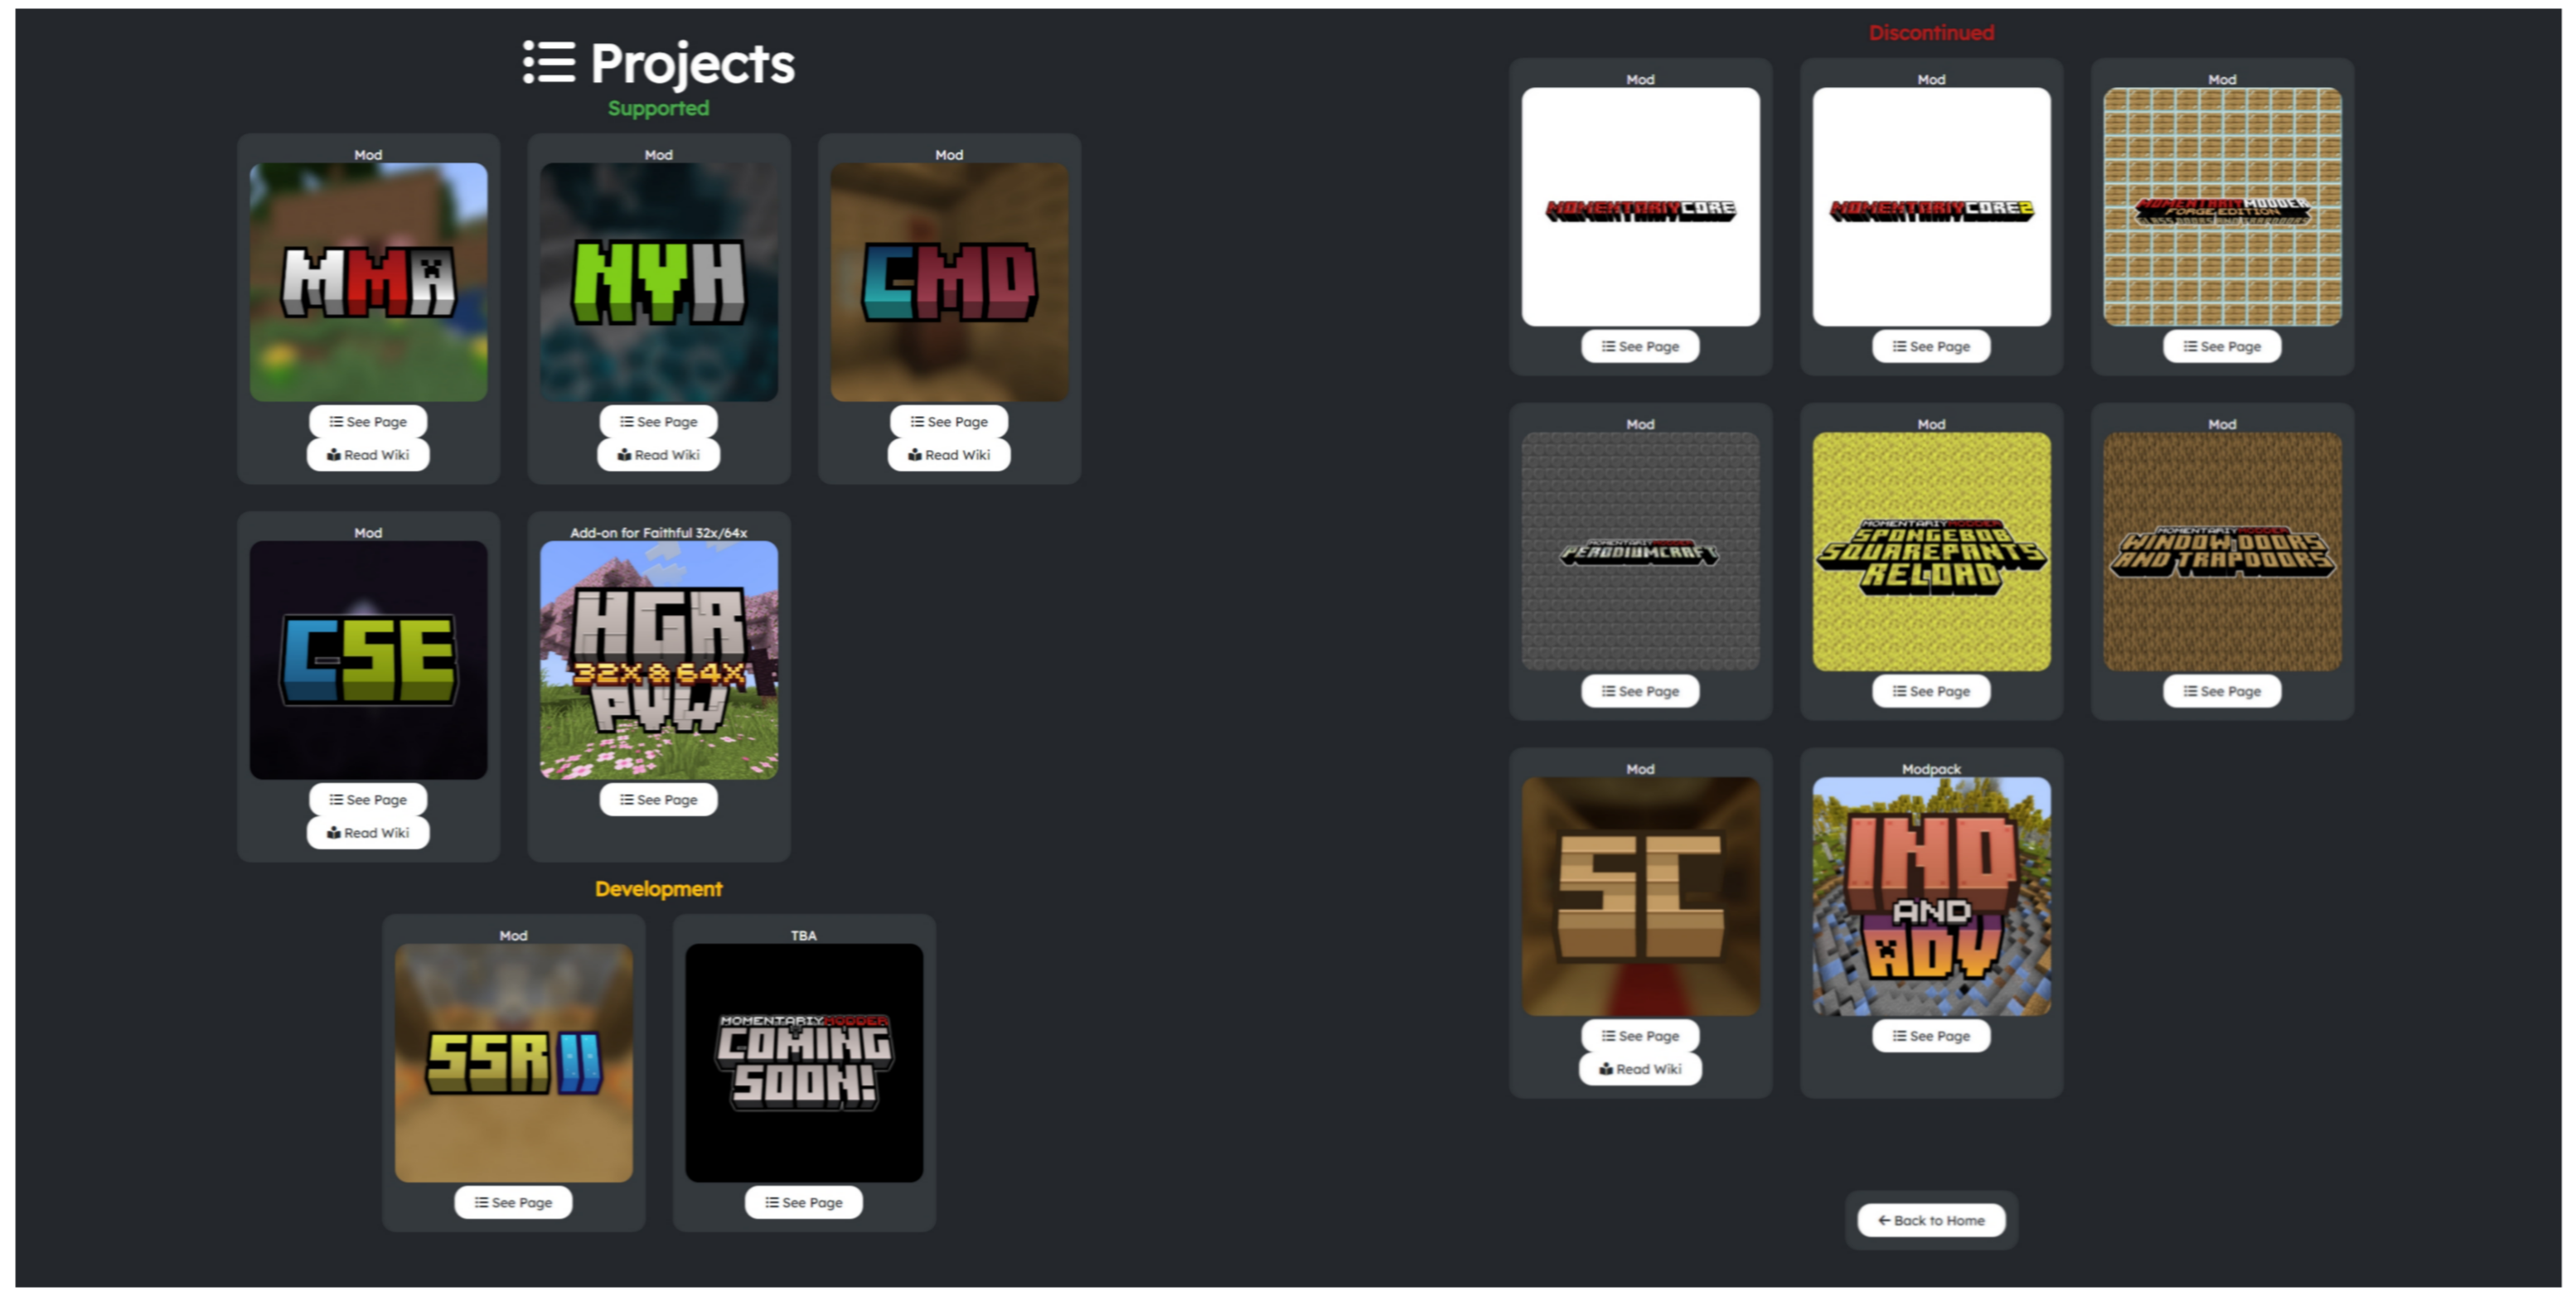 Projects
Supported
Mod
MMA
See Page
Read Wiki
Mod
NVH
See Page
Read Wiki
Mod
CMD
See Page
Read Wiki
Mod
CSE
See Page
Read Wiki
Add-on for Faithful 32x/64x
HGR
32X & 64X
PVW
See Page
Development
Mod
SSR II
See Page
TBA
MOMENTARIYMODDER
COMING
SOON!
See Page
Discontinued
Mod
MOMENTARIYCORE
See Page
Mod
MOMENTARIYCORE2
See Page
Mod
MOMENTARIYMODDER
FORGE EDITION
See Page
Mod
MOMENTARIYMODDER
See Page
Mod
MOMENTARIYMODDER
SPONGEBOB
SQUAREPANTS
RELOAD
See Page
Mod
MOMENTARIYMODDER
WINDOW DOORS
AND TRAPDOORS
See Page
Mod
SC
See Page
Read Wiki
Modpack
IND
AND
ADV
See Page
Back to Home